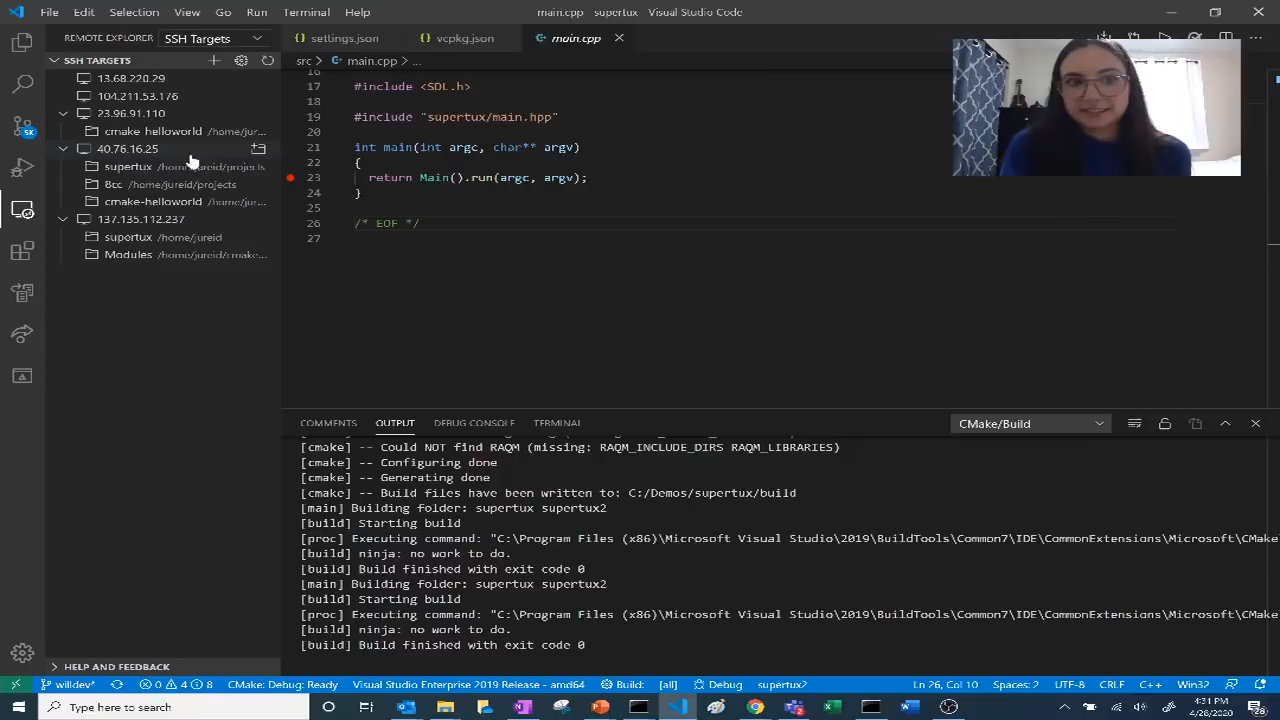 File Edit Selection View Go Run Terminal Help main.cpp supertux Visual Studio Code
REMOTE EXPLORER SSH Targets
SSH TARGETS
13.68.220.29
104.211.53.176
23.96.91.110
cmake-helloworld /home/jur...
40.76.16.25
supertux /home/jureid/projects
8cc /home/jureid/projects
cmake-helloworld /home/jur...
137.135.112.237
supertux /home/jureid
Modules /home/jureid/cmake...
HELP AND FEEDBACK
5K
settings.json vcpkg.json main.cpp
src > main.cpp > ...
16
17 #include <SDL.h>
18
19 #include "supertux/main.hpp"
20
21 int main(int argc, char** argv)
22 {
23 return Main().run(argc, argv);
24 }
25
26 /* EOF */
27
COMMENTS OUTPUT DEBUG CONSOLE TERMINAL CMake/Build
[cmake] -- Could NOT find RAQM (missing: RAQM_INCLUDE_DIRS RAQM_LIBRARIES)
[cmake] -- Configuring done
[cmake] -- Generating done
[cmake] -- Build files have been written to: C:/Demos/supertux/build
[main] Building folder: supertux supertux2
[build] Starting build
[proc] Executing command: "C:\Program Files (x86)\Microsoft Visual Studio\2019\BuildTools\Common7\IDE\CommonExtensions\Microsoft\CMake
[build] ninja: no work to do.
[build] Build finished with exit code 0
[main] Building folder: supertux supertux2
[build] Starting build
[proc] Executing command: "C:\Program Files (x86)\Microsoft Visual Studio\2019\BuildTools\Common7\IDE\CommonExtensions\Microsoft\CMake
[build] ninja: no work to do.
[build] Build finished with exit code 0
willdev* 0 4 8 CMake: Debug: Ready Visual Studio Enterprise 2019 Release - amd64 Build: [all] Debug supertux2 Ln 26, Col 10 Spaces: 2 UTF-8 CRLF C++ Win32
Type here to search 4:31 PM
4/28/2020